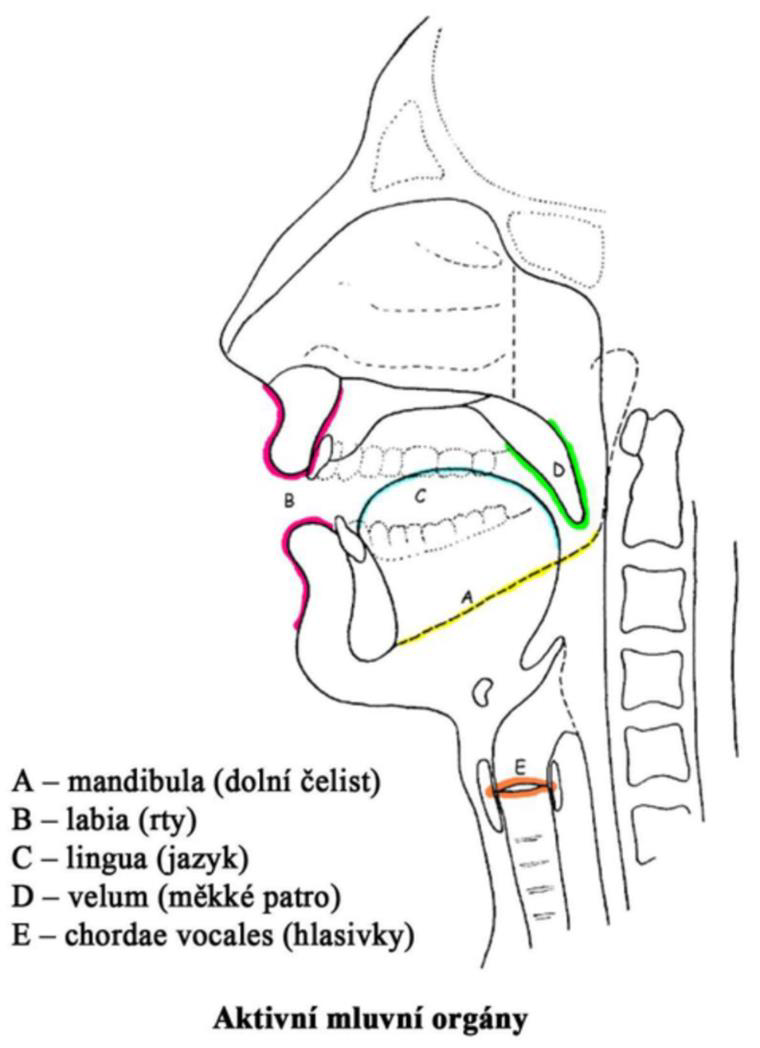 B
C
D
A
E
A – mandibula (dolní čelist)
B – labia (rty)
C – lingua (jazyk)
D – velum (měkké patro)
E – chordae vocales (hlasivky)
Aktivní mluvní orgány